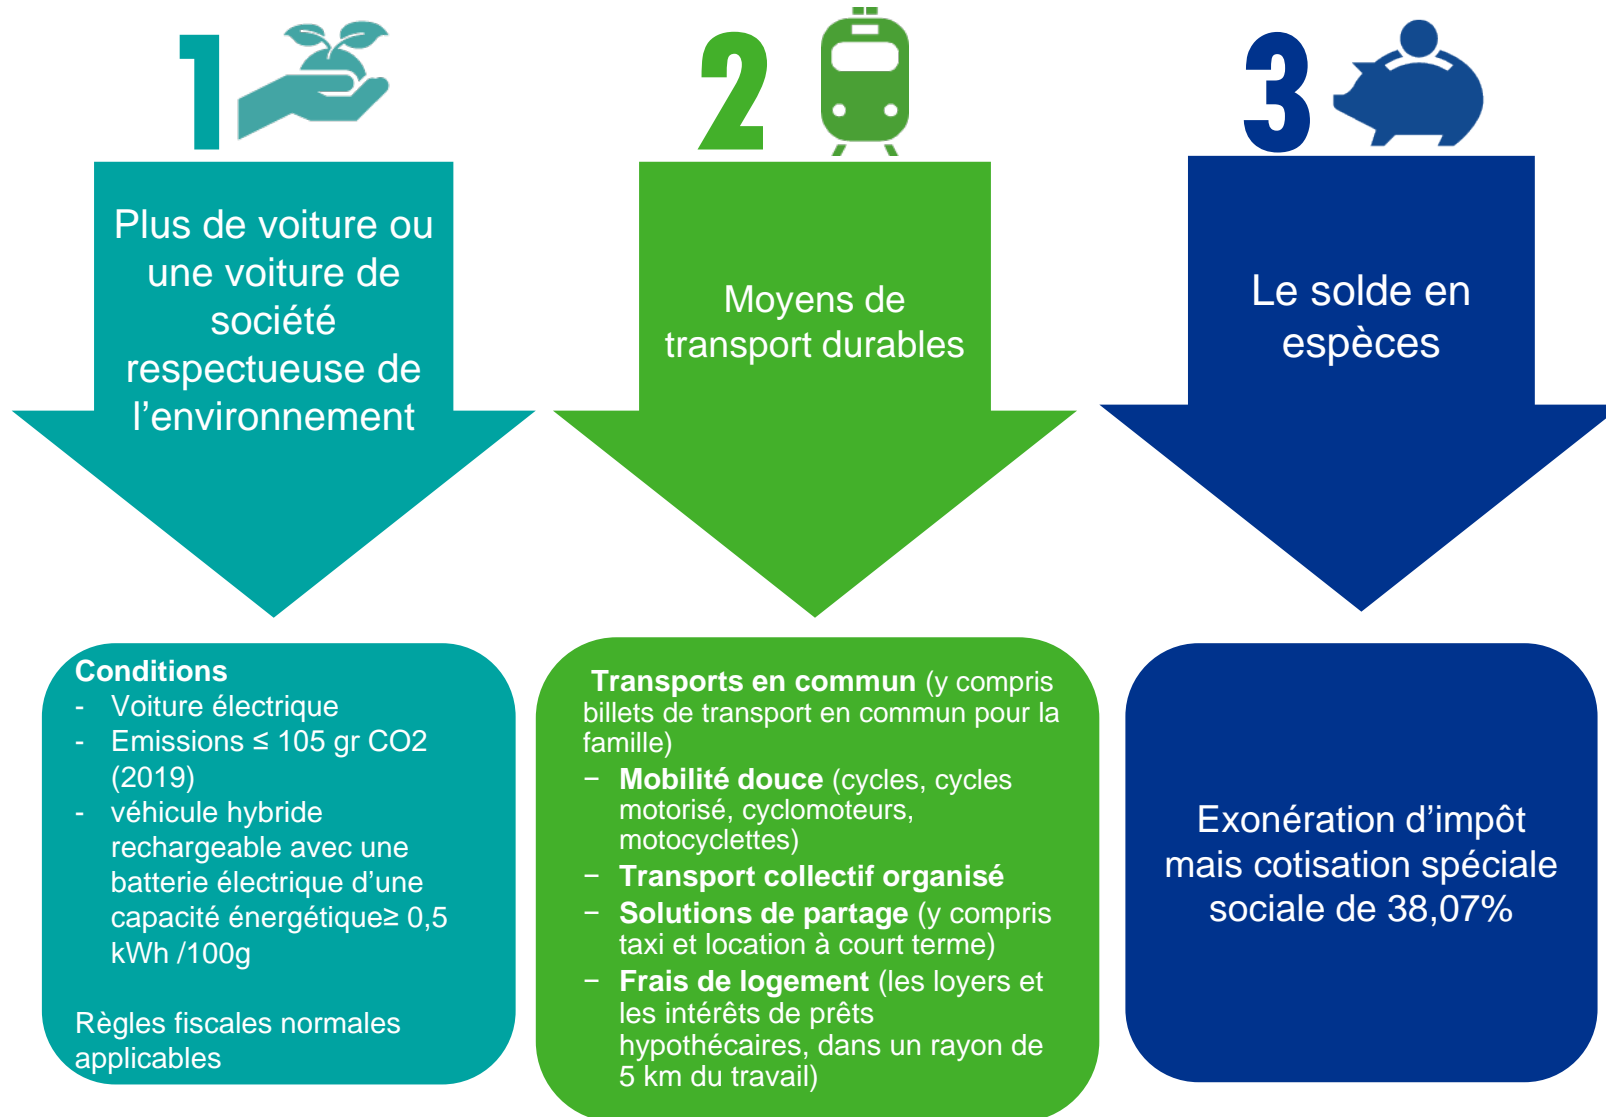 1
Plus de voiture ou
une voiture de
société
respectueuse de
l’environnement
Conditions
- Voiture électrique
- Emissions ≤ 105 gr CO2
(2019)
- véhicule hybride
rechargeable avec une
batterie électrique d’une
capacité énergétique≥ 0,5
kWh /100g
Règles fiscales normales
applicables
2
Moyens de
transport durables
Transports en commun (y compris
billets de transport en commun pour la
famille)
− Mobilité douce (cycles, cycles
motorisé, cyclomoteurs,
motocyclettes)
− Transport collectif organisé
− Solutions de partage (y compris
taxi et location à court terme)
− Frais de logement (les loyers et
les intérêts de prêts
hypothécaires, dans un rayon de
5 km du travail)
3
Le solde en
espèces
Exonération d’impôt
mais cotisation spéciale
sociale de 38,07%